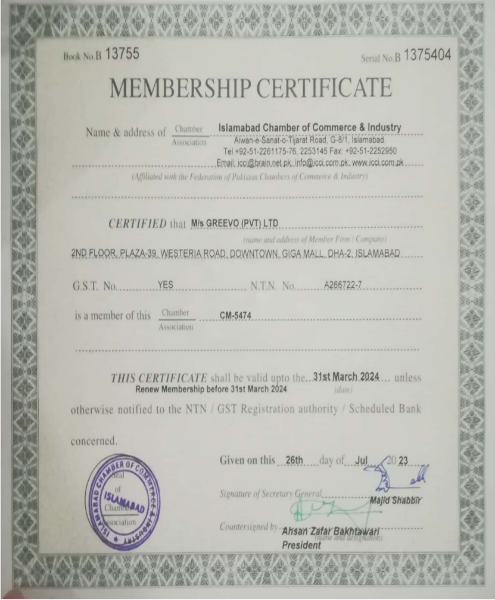 Book No.B 13755
Serial No.B 1375404
MEMBERSHIP CERTIFICATE
Name & address of Chamber Association Islamabad Chamber of Commerce & Industry
Aiwan-e-Sanat-o-Tijarat Road, G-8/1, Islamabad.
Tel +92-51-2261175-76, 2253145 Fax: +92-51-2252950
Email; icci@brain.net.pk, info@icci.com.pk, www.icci.com.pk
(Affiliated with the Federation of Pakistan Chambers of Commerce & Industry)
CERTIFIED that M/s GREEVO (PVT) LTD
(name and address of Member Firm / Company)
2ND FLOOR, PLAZA-39, WESTERIA ROAD, DOWNTOWN, GIGA MALL, DHA-2, ISLAMABAD
G.S.T. No. YES N.T.N. No. A266722-7
is a member of this Chamber Association CM-5474
THIS CERTIFICATE shall be valid upto the 31st March 2024 unless
Renew Membership before 31st March 2024 (date)
otherwise notified to the NTN / GST Registration authority / Scheduled Bank
concerned.
Given on this 26th day of Jul 2023
Signature of Secretary General Majid Shabbir
Countersigned by Ahsan Zafar Bakhtawari
President
Seal
of
Chamber
Association
ISLAMABAD CHAMBER OF COMMERCE & INDUSTRY
ISLAMABAD